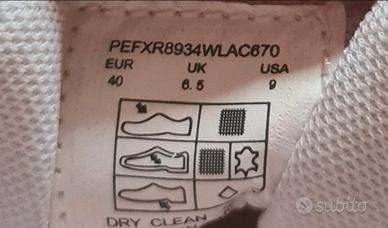 PEFXR8934WLAC670
EUR UK USA
40 6.5 9
DRY CLEAN
subito